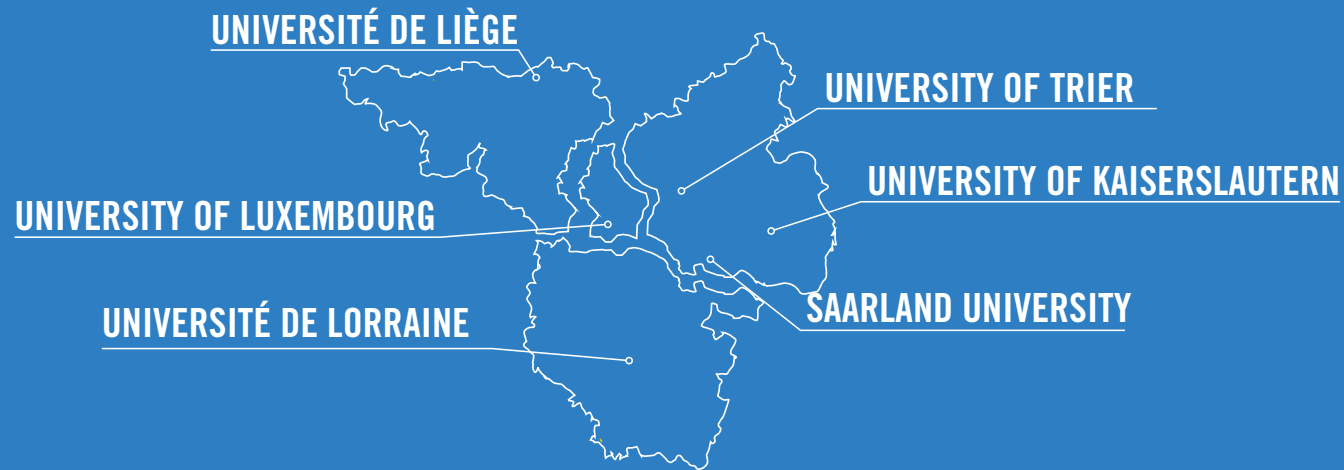 UNIVERSITÉ DE LIÈGE
UNIVERSITY OF TRIER
UNIVERSITY OF KAISERSLAUTERN
UNIVERSITY OF LUXEMBOURG
SAARLAND UNIVERSITY
UNIVERSITÉ DE LORRAINE